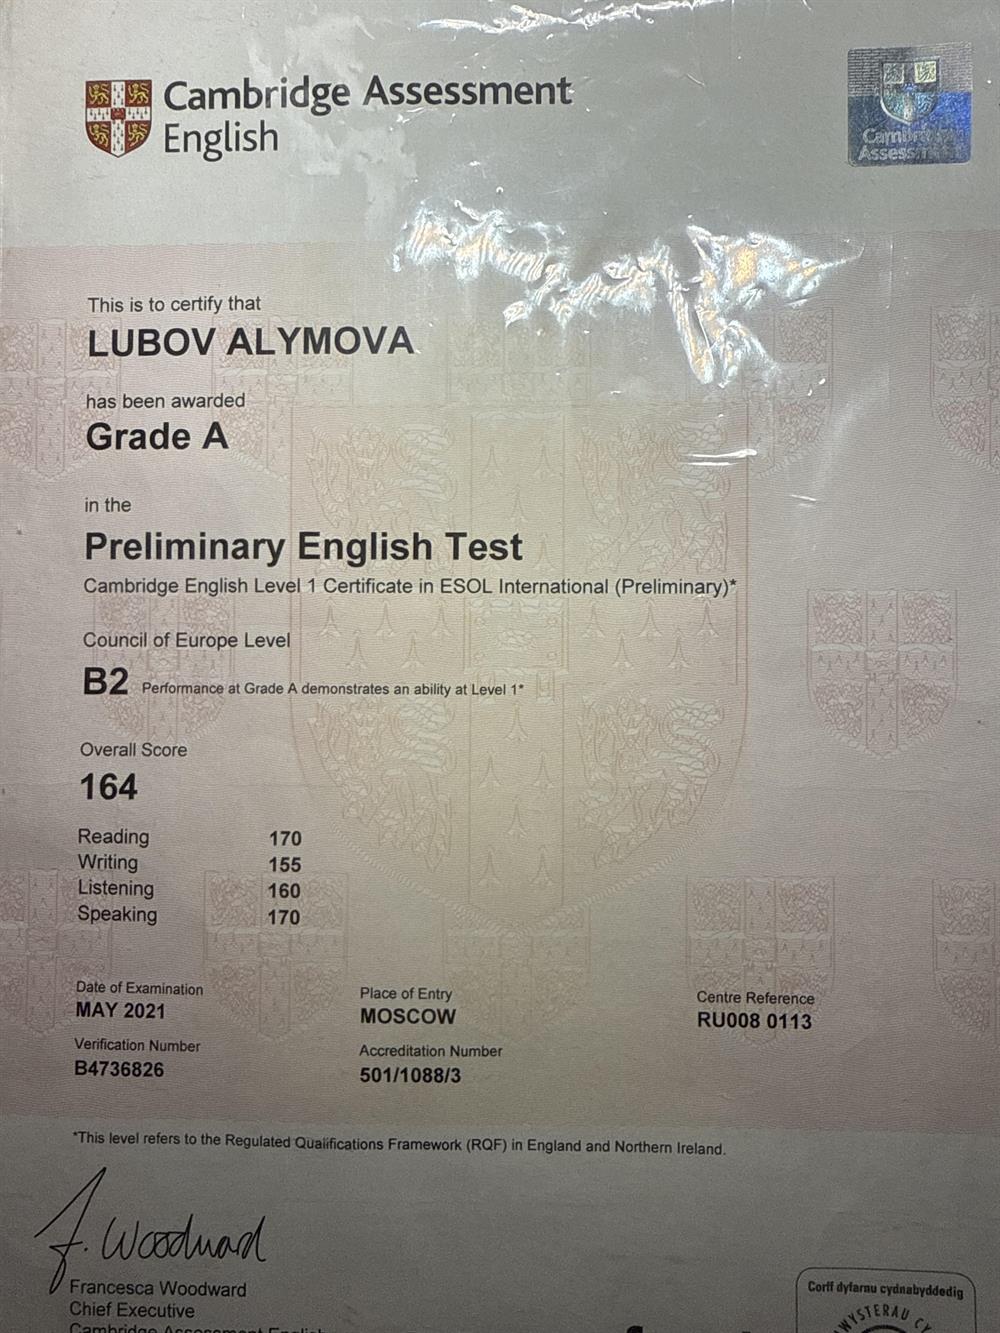 Cambridge Assessment
English
Cambridge
Assessment
This is to certify that
LUBOV ALYMOVA
has been awarded
Grade A
in the
Preliminary English Test
Cambridge English Level 1 Certificate in ESOL International (Preliminary)*
Council of Europe Level
B2 Performance at Grade A demonstrates an ability at Level 1*
Overall Score
164
Reading 170
Writing 155
Listening 160
Speaking 170
Date of Examination
MAY 2021
Place of Entry
MOSCOW
Centre Reference
RU008 0113
Verification Number
B4736826
Accreditation Number
501/1088/3
*This level refers to the Regulated Qualifications Framework (RQF) in England and Northern Ireland.
F. Woodward
Francesca Woodward
Chief Executive
Cambridge Assessment English
Corff dyfarnu cydnabyddedig